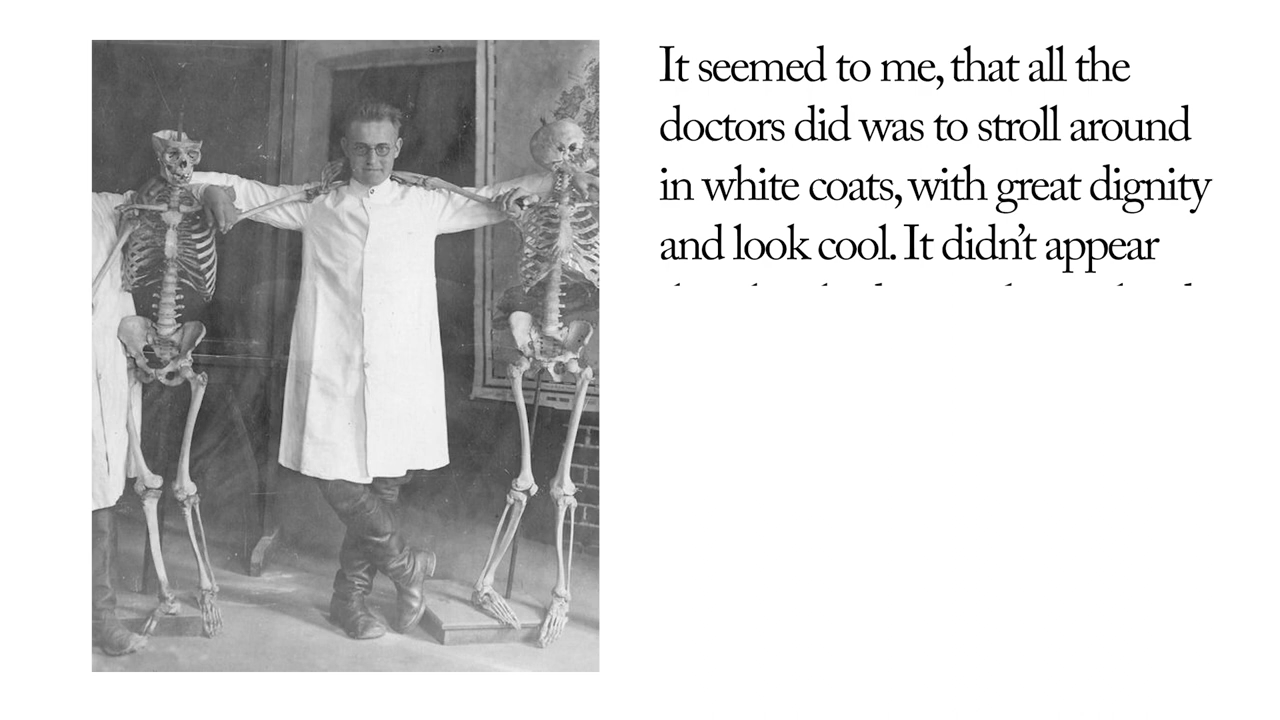 It seemed to me, that all the
doctors did was to stroll around
in white coats, with great dignity
and look cool. It didn’t appear